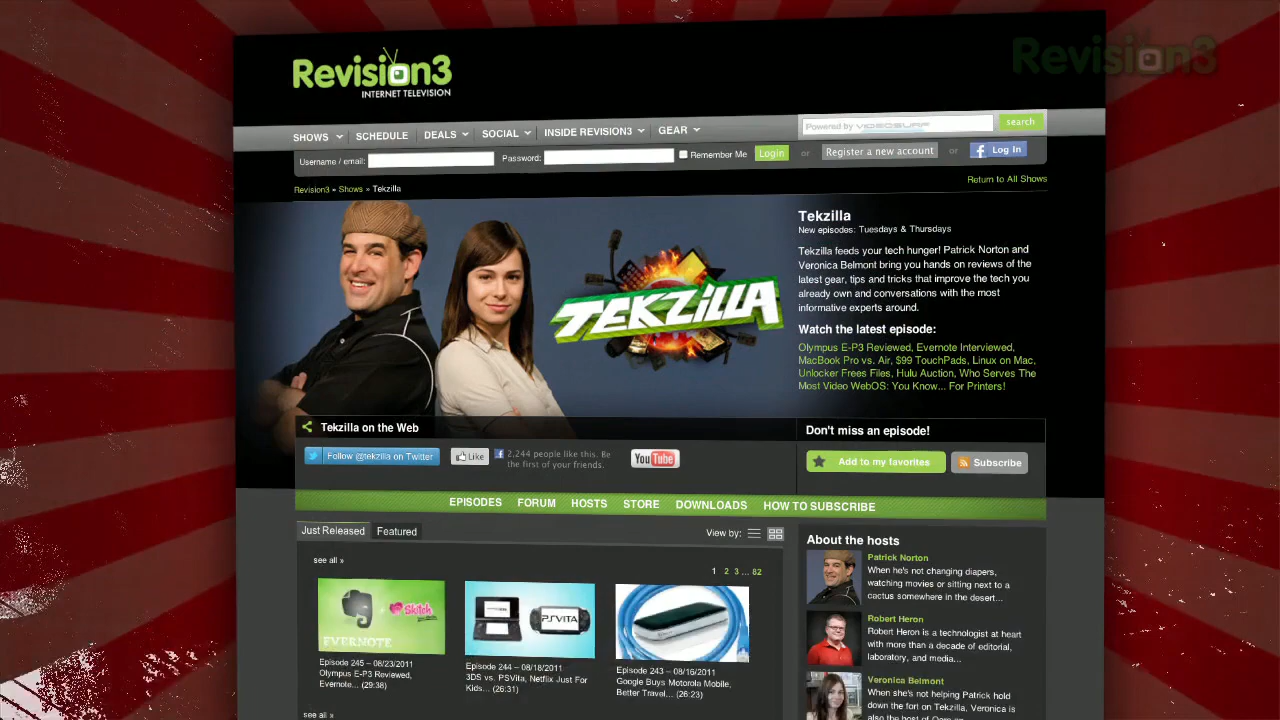 Revision3
INTERNET TELEVISION
Revision3
SHOWS
SCHEDULE
DEALS
SOCIAL
INSIDE REVISION3
GEAR
Powered by VIDEOSURF
search
Username / email:
Password:
Remember Me
Login
or
Register a new account
or
f Log In
Revision3 » Shows » Tekzilla
Return to All Shows
TEKZILLA
Tekzilla
New episodes: Tuesdays & Thursdays
Tekzilla feeds your tech hunger! Patrick Norton and
Veronica Belmont bring you hands on reviews of the
latest gear, tips and tricks that improve the tech you
already own and conversations with the most
informative experts around.
Watch the latest episode:
Olympus E-P3 Reviewed, Evernote Interviewed,
MacBook Pro vs. Air, $99 TouchPads, Linux on Mac,
Unlocker Frees Files, Hulu Auction, Who Serves The
Most Video WebOS: You Know... For Printers!
Tekzilla on the Web
Follow @tekzilla on Twitter
Like
f 2,244 people like this. Be
the first of your friends.
YouTube
Don't miss an episode!
Add to my favorites
Subscribe
EPISODES
FORUM
HOSTS
STORE
DOWNLOADS
HOW TO SUBSCRIBE
Just Released
Featured
View by:
see all »
1 2 3 ... 82
EVERNOTE
Skitch
Episode 245 – 08/23/2011
Olympus E-P3 Reviewed,
Evernote... (29:38)
PSVITA
Episode 244 – 08/18/2011
3DS vs. PSVita, Netflix Just For
Kids... (26:31)
Episode 243 – 08/16/2011
Google Buys Motorola Mobile,
Better Travel... (26:23)
see all »
About the hosts
Patrick Norton
When he's not changing diapers,
watching movies or sitting next to a
cactus somewhere in the desert...
Robert Heron
Robert Heron is a technologist at heart
with more than a decade of editorial,
laboratory, and media...
Veronica Belmont
When she's not helping Patrick hold
down the fort on Tekzilla, Veronica is
also the host of